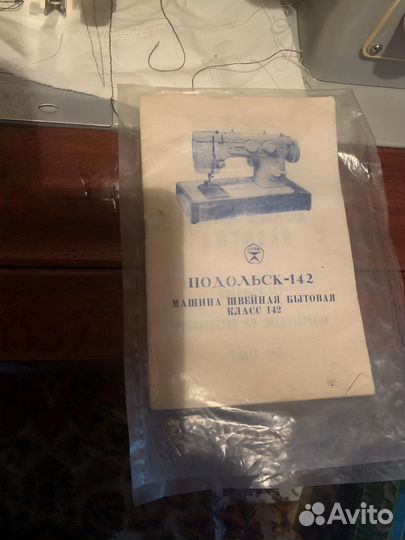 ПОДОЛЬСК-142
МАШИНА ШВЕЙНАЯ БЫТОВАЯ
КЛАСС 142
Avito